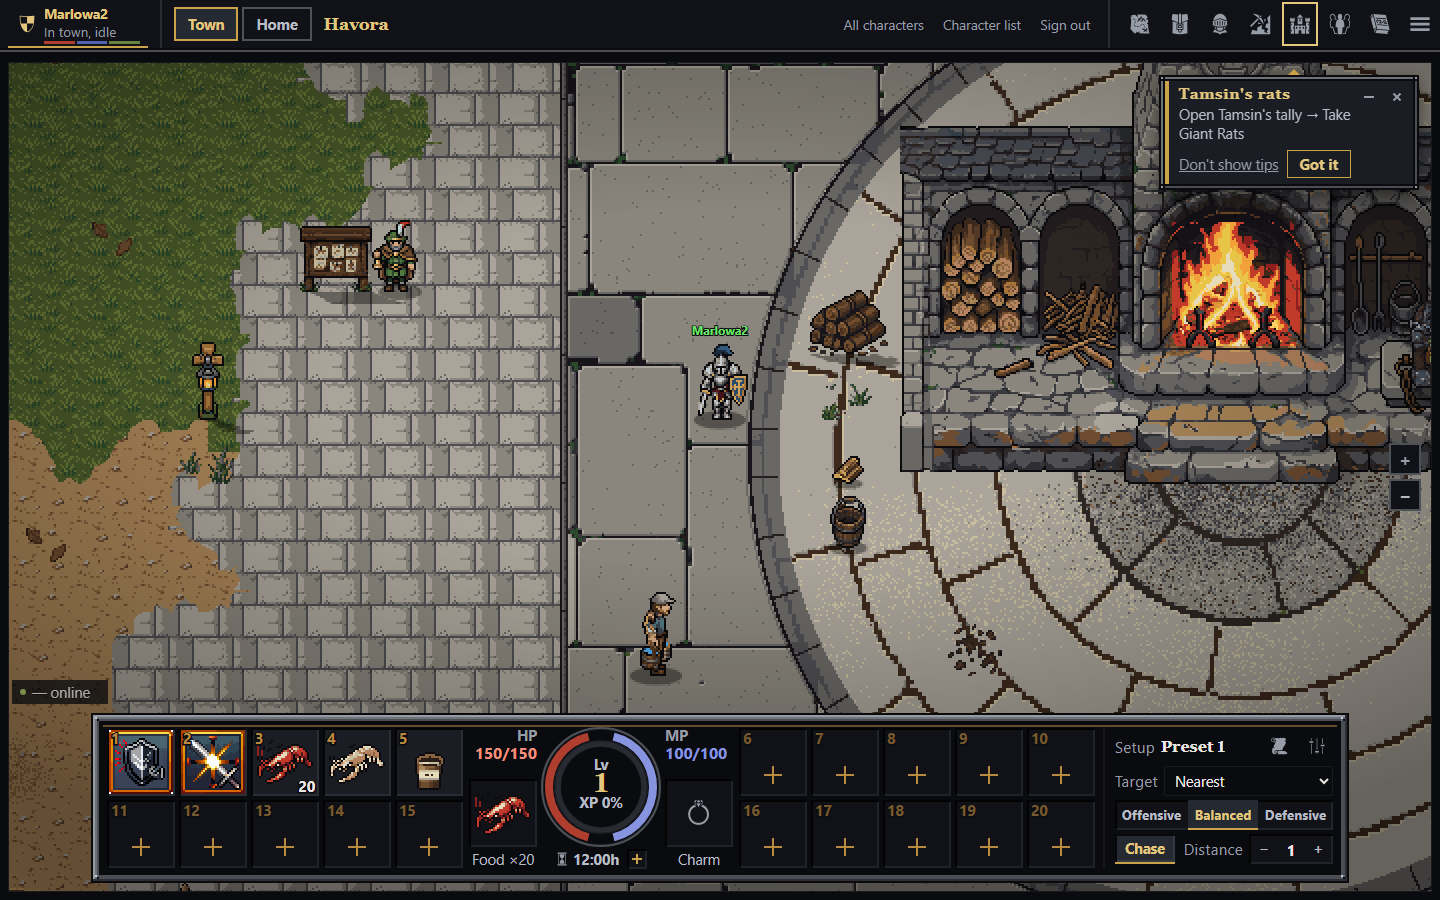 Marlowa2
In town, idle
Town
Home
Havora
All characters
Character list
Sign out
Tamsin's rats
Open Tamsin's tally → Take
Giant Rats
Don't show tips
Got it
Marlowa2
+
−
— online
1
2
3
20
4
5
HP
150/150
Lv
1
XP 0%
MP
100/100
6
7
8
9
10
11
12
13
14
15
Food ×20
12:00h
+
Charm
16
17
18
19
20
Setup Preset 1
Target Nearest
Offensive Balanced Defensive
Chase Distance − 1 +